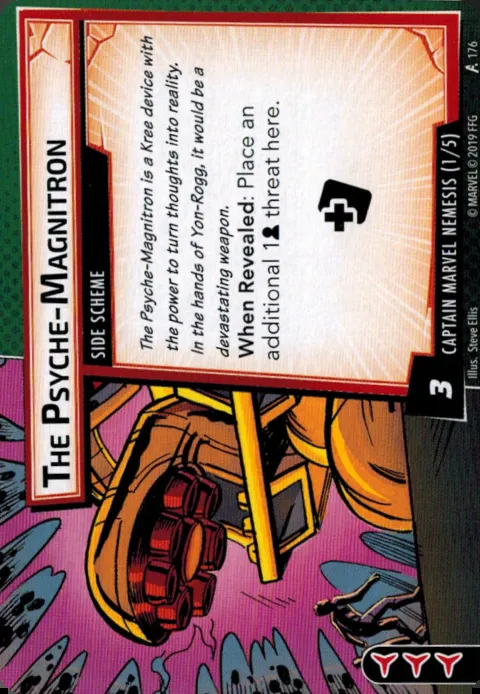 THE PSYCHE-MAGNITRON
SIDE SCHEME
The Psyche-Magnitron is a Kree device with
the power to turn thoughts into reality.
In the hands of Yon-Rogg, it would be a
devastating weapon.
When Revealed: Place an
additional 1 threat here.
3
CAPTAIN MARVEL NEMESIS (1/5)
Illus. Steve Ellis
© MARVEL © 2019 FFG
176